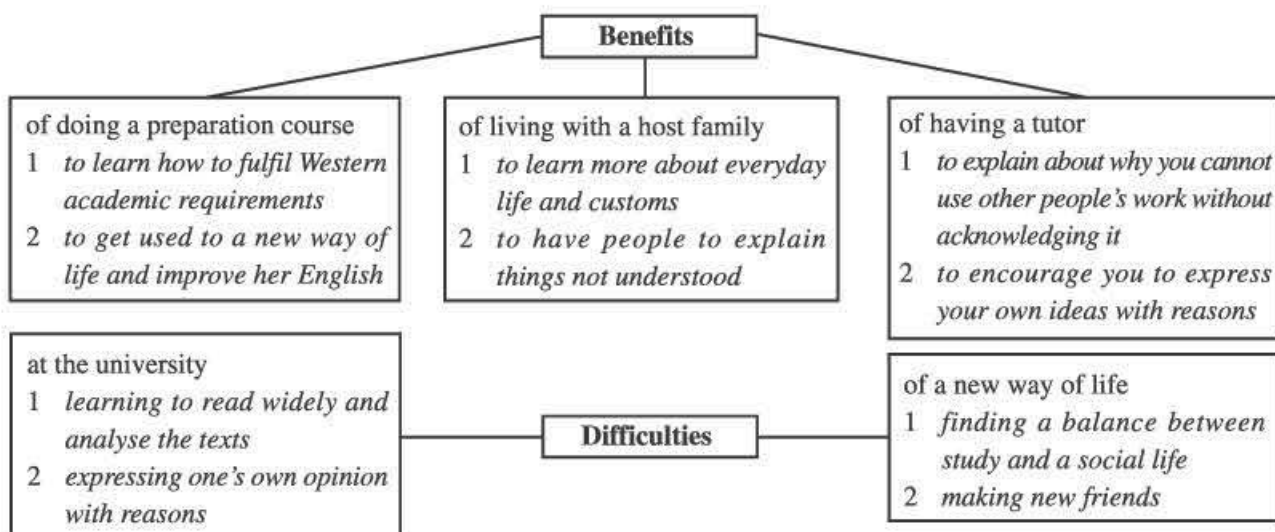 Benefits
of doing a preparation course
1 to learn how to fulfil Western
academic requirements
2 to get used to a new way of
life and improve her English
of living with a host family
1 to learn more about everyday
life and customs
2 to have people to explain
things not understood
of having a tutor
1 to explain about why you cannot
use other people's work without
acknowledging it
2 to encourage you to express
your own ideas with reasons
at the university
1 learning to read widely and
analyse the texts
2 expressing one's own opinion
with reasons
Difficulties
of a new way of life
1 finding a balance between
study and a social life
2 making new friends